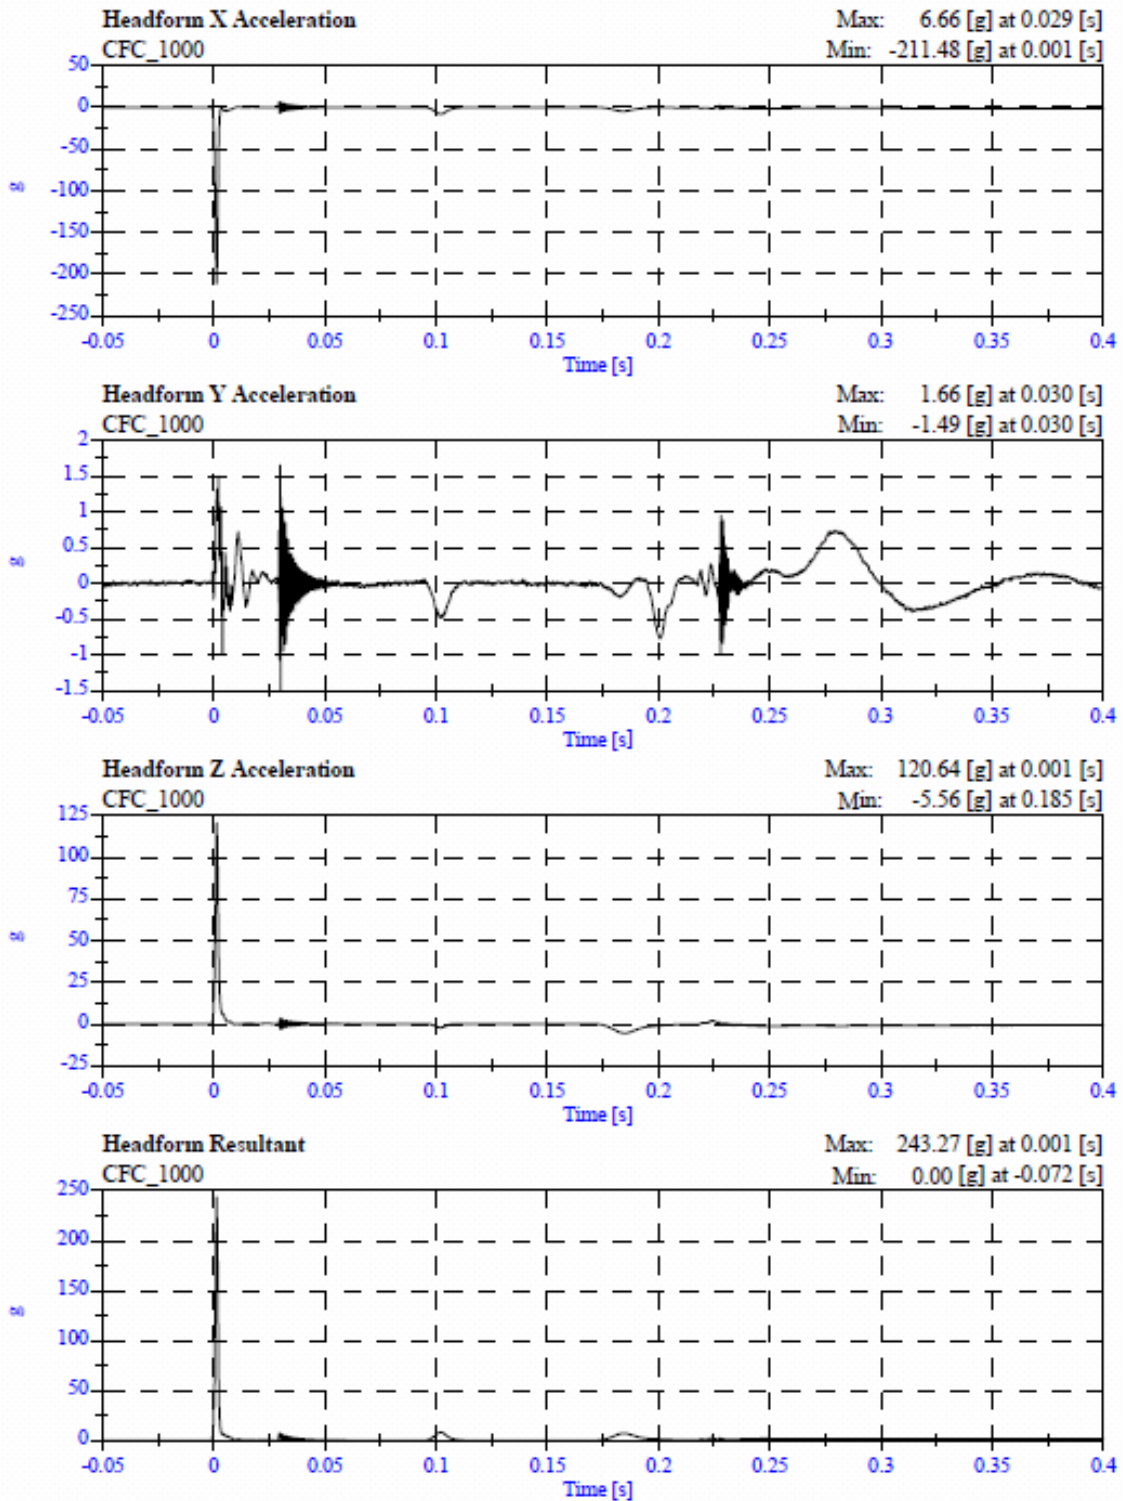 Headform X Acceleration Max: 6.66 [g] at 0.029 [s]
CFC_1000 Min: -211.48 [g] at 0.001 [s]
50
0
-50
-100
g
-150
-200
-250
-0.05 0 0.05 0.1 0.15 0.2 0.25 0.3 0.35 0.4
Time [s]
Headform Y Acceleration Max: 1.66 [g] at 0.030 [s]
CFC_1000 Min: -1.49 [g] at 0.030 [s]
2
1.5
1
0.5
g
0
-0.5
-1
-1.5
-0.05 0 0.05 0.1 0.15 0.2 0.25 0.3 0.35 0.4
Time [s]
Headform Z Acceleration Max: 120.64 [g] at 0.001 [s]
CFC_1000 Min: -5.56 [g] at 0.185 [s]
125
100
75
50
g
25
0
-25
-0.05 0 0.05 0.1 0.15 0.2 0.25 0.3 0.35 0.4
Time [s]
Headform Resultant Max: 243.27 [g] at 0.001 [s]
CFC_1000 Min: 0.00 [g] at -0.072 [s]
250
200
150
g
100
50
0
-0.05 0 0.05 0.1 0.15 0.2 0.25 0.3 0.35 0.4
Time [s]